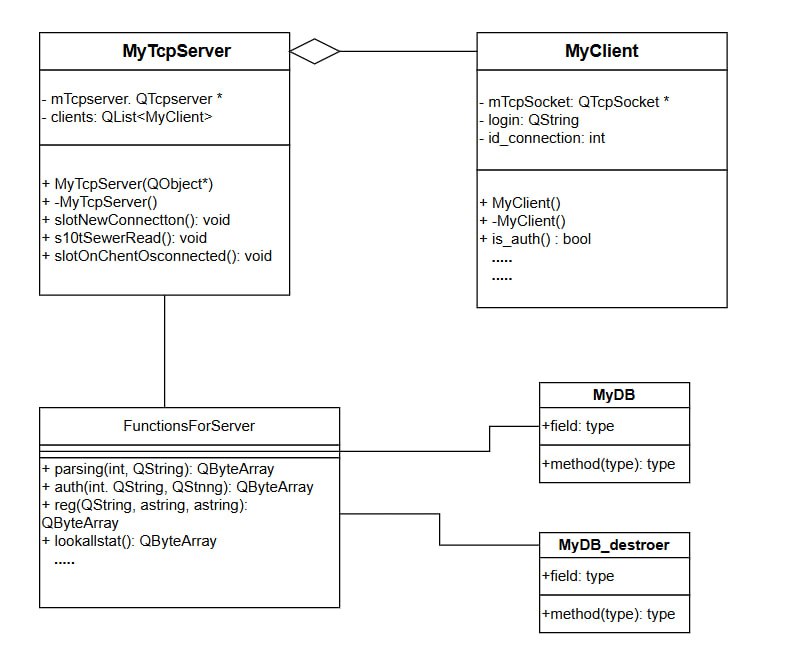 MyTcpServer
- mTcpserver. QTcpserver *
- clients: QList<MyClient>
+ MyTcpServer(QObject*)
+ -MyTcpServer()
+ slotNewConnectton(): void
+ s10tSewerRead(): void
+ slotOnChentOsconnected(): void
MyClient
- mTcpSocket: QTcpSocket *
- login: QString
- id_connection: int
+ MyClient()
+ -MyClient()
+ is_auth() : bool
.....
.....
FunctionsForServer
+ parsing(int, QString): QByteArray
+ auth(int. QString, QStnng): QByteArray
+ reg(QString, astring, astring):
QByteArray
+ lookallstat(): QByteArray
.....
MyDB
+field: type
+method(type): type
MyDB_destroer
+field: type
+method(type): type